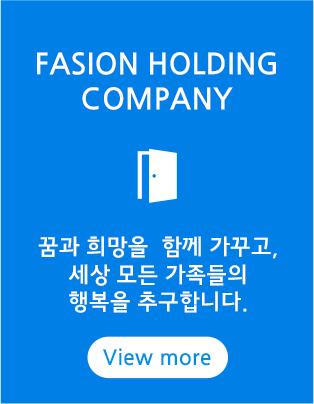 FASION HOLDING
COMPANY
꿈과 희망을 함께 가꾸고,
세상 모든 가족들의
행복을 추구합니다.
View more